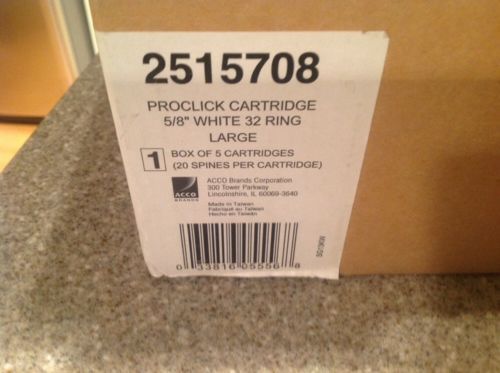 2515708
PROCLICK CARTRIDGE
5/8" WHITE 32 RING
LARGE
1 BOX OF 5 CARTRIDGES
(20 SPINES PER CARTRIDGE)
ACCO
BRANDS
ACCO Brands Corporation
300 Tower Parkway
Lincolnshire, IL 60069-3640
Made in Taiwan
Fabriqué au Taiwan
Hecho en Taiwán
0 33816 05556 8